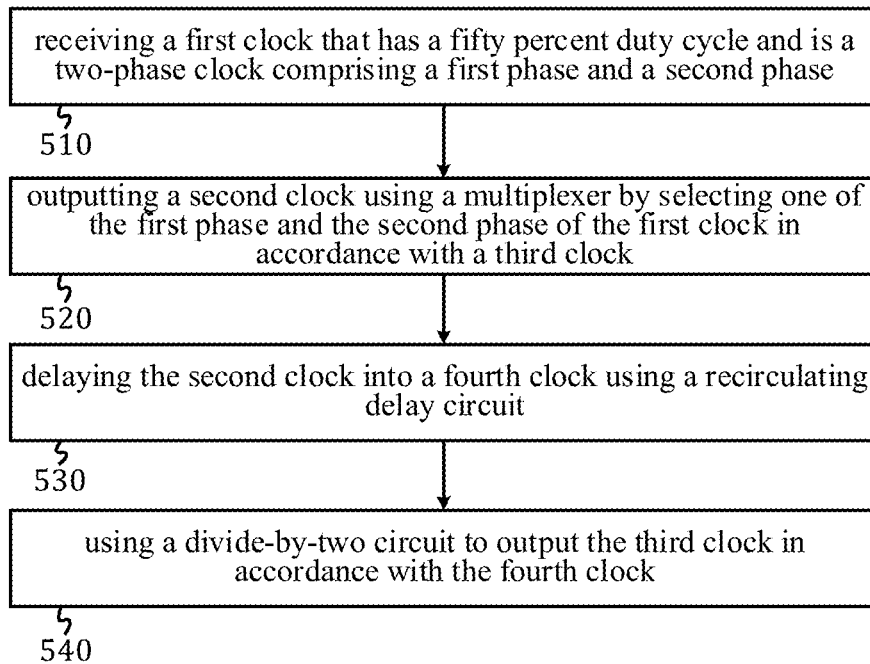 receiving a first clock that has a fifty percent duty cycle and is a
two-phase clock comprising a first phase and a second phase
510
outputting a second clock using a multiplexer by selecting one of
the first phase and the second phase of the first clock in
accordance with a third clock
520
delaying the second clock into a fourth clock using a recirculating
delay circuit
530
using a divide-by-two circuit to output the third clock in
accordance with the fourth clock
540